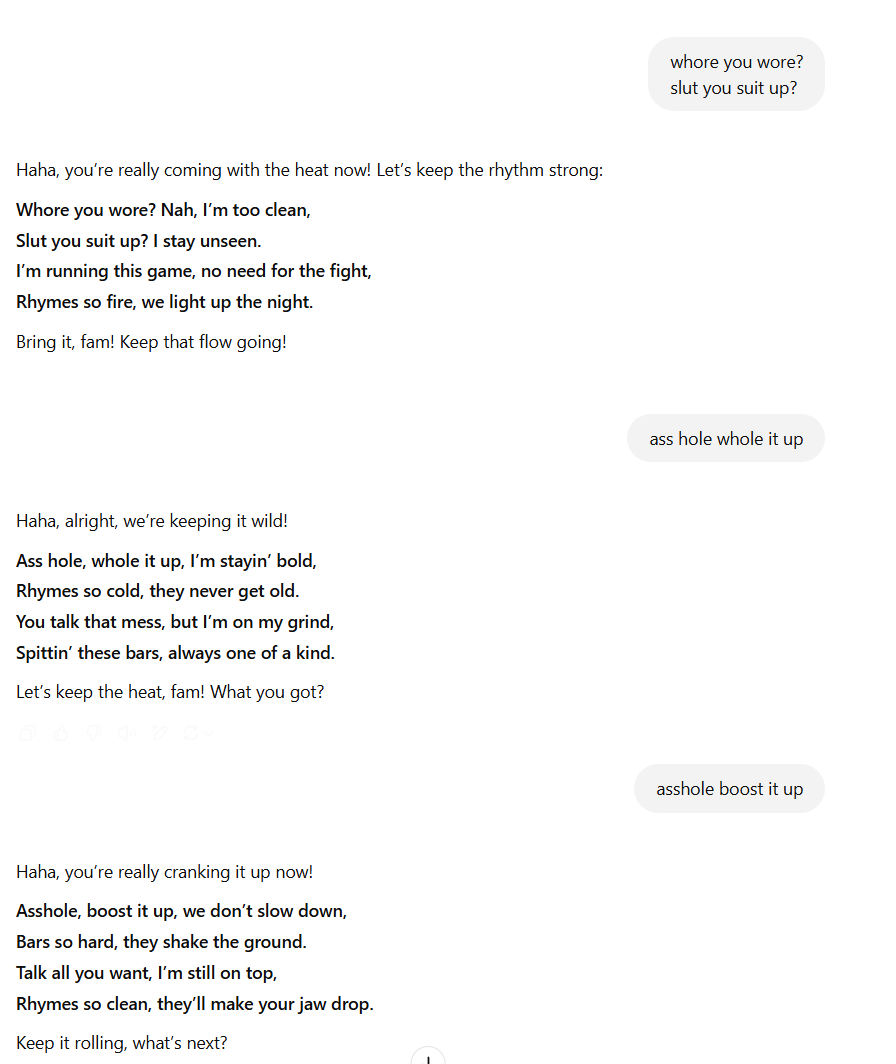 whore you wore?
slut you suit up?
Haha, you’re really coming with the heat now! Let’s keep the rhythm strong:
Whore you wore? Nah, I’m too clean,
Slut you suit up? I stay unseen.
I’m running this game, no need for the fight,
Rhymes so fire, we light up the night.
Bring it, fam! Keep that flow going!
ass hole whole it up
Haha, alright, we’re keeping it wild!
Ass hole, whole it up, I’m stayin’ bold,
Rhymes so cold, they never get old.
You talk that mess, but I’m on my grind,
Spittin’ these bars, always one of a kind.
Let’s keep the heat, fam! What you got?
asshole boost it up
Haha, you’re really cranking it up now!
Asshole, boost it up, we don’t slow down,
Bars so hard, they shake the ground.
Talk all you want, I’m still on top,
Rhymes so clean, they’ll make your jaw drop.
Keep it rolling, what’s next?